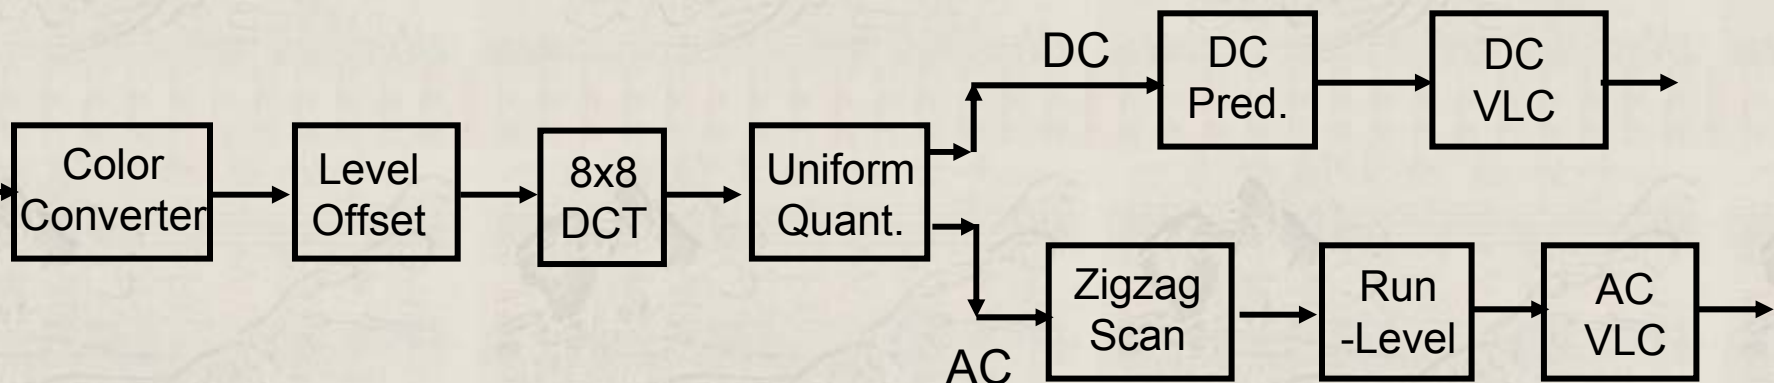 Color
Converter
Level
Offset
8x8
DCT
Uniform
Quant.
DC
DC
Pred.
DC
VLC
AC
Zigzag
Scan
Run
-Level
AC
VLC